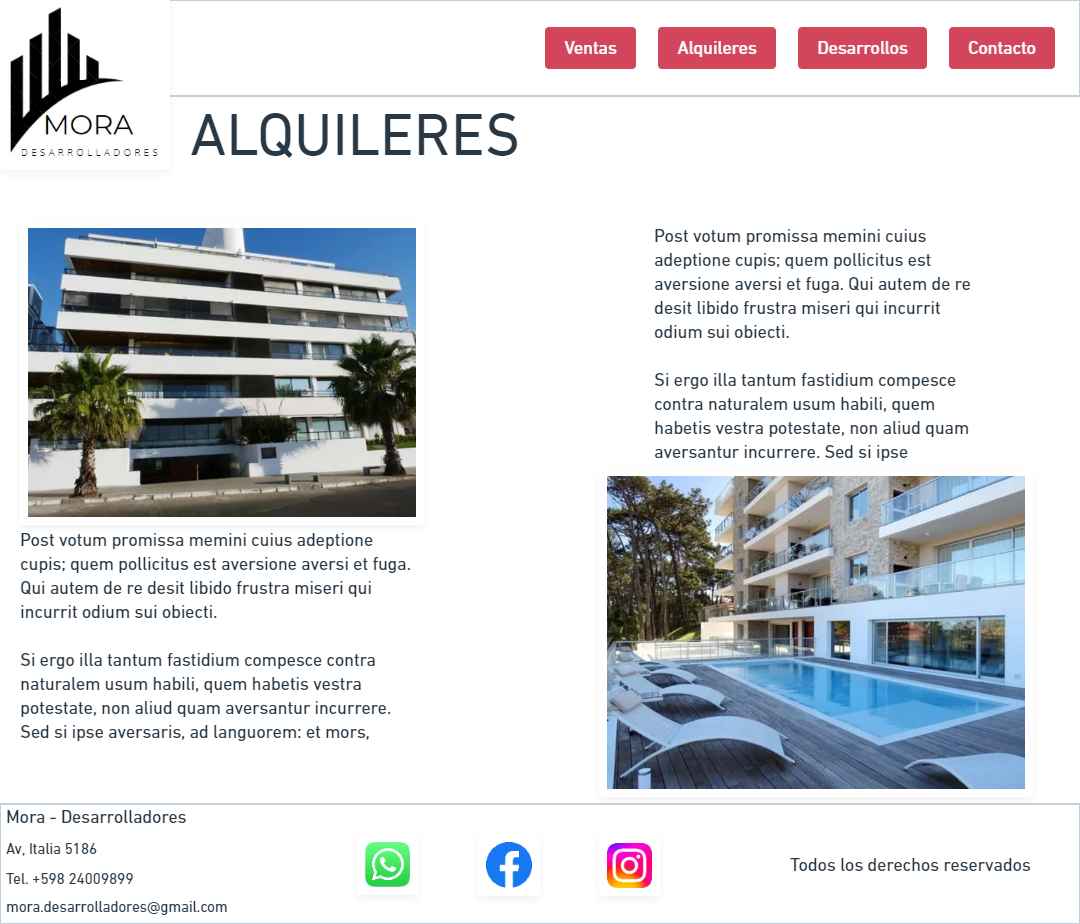 MORA
DESARROLLADORES
Ventas
Alquileres
Desarrollos
Contacto
ALQUILERES
Post votum promissa memini cuius
adeptione cupis; quem pollicitus est
aversione aversi et fuga. Qui autem de re
desit libido frustra miseri qui incurrit
odium sui obiecti.
Si ergo illa tantum fastidium compesce
contra naturalem usum habili, quem
habetis vestra potestate, non aliud quam
aversantur incurrere. Sed si ipse
Post votum promissa memini cuius adeptione
cupis; quem pollicitus est aversione aversi et fuga.
Qui autem de re desit libido frustra miseri qui
incurrit odium sui obiecti.
Si ergo illa tantum fastidium compesce contra
naturalem usum habili, quem habetis vestra
potestate, non aliud quam aversantur incurrere.
Sed si ipse aversaris, ad languorem: et mors,
Mora - Desarrolladores
Av, Italia 5186
Tel. +598 24009899
mora.desarrolladores@gmail.com
Todos los derechos reservados